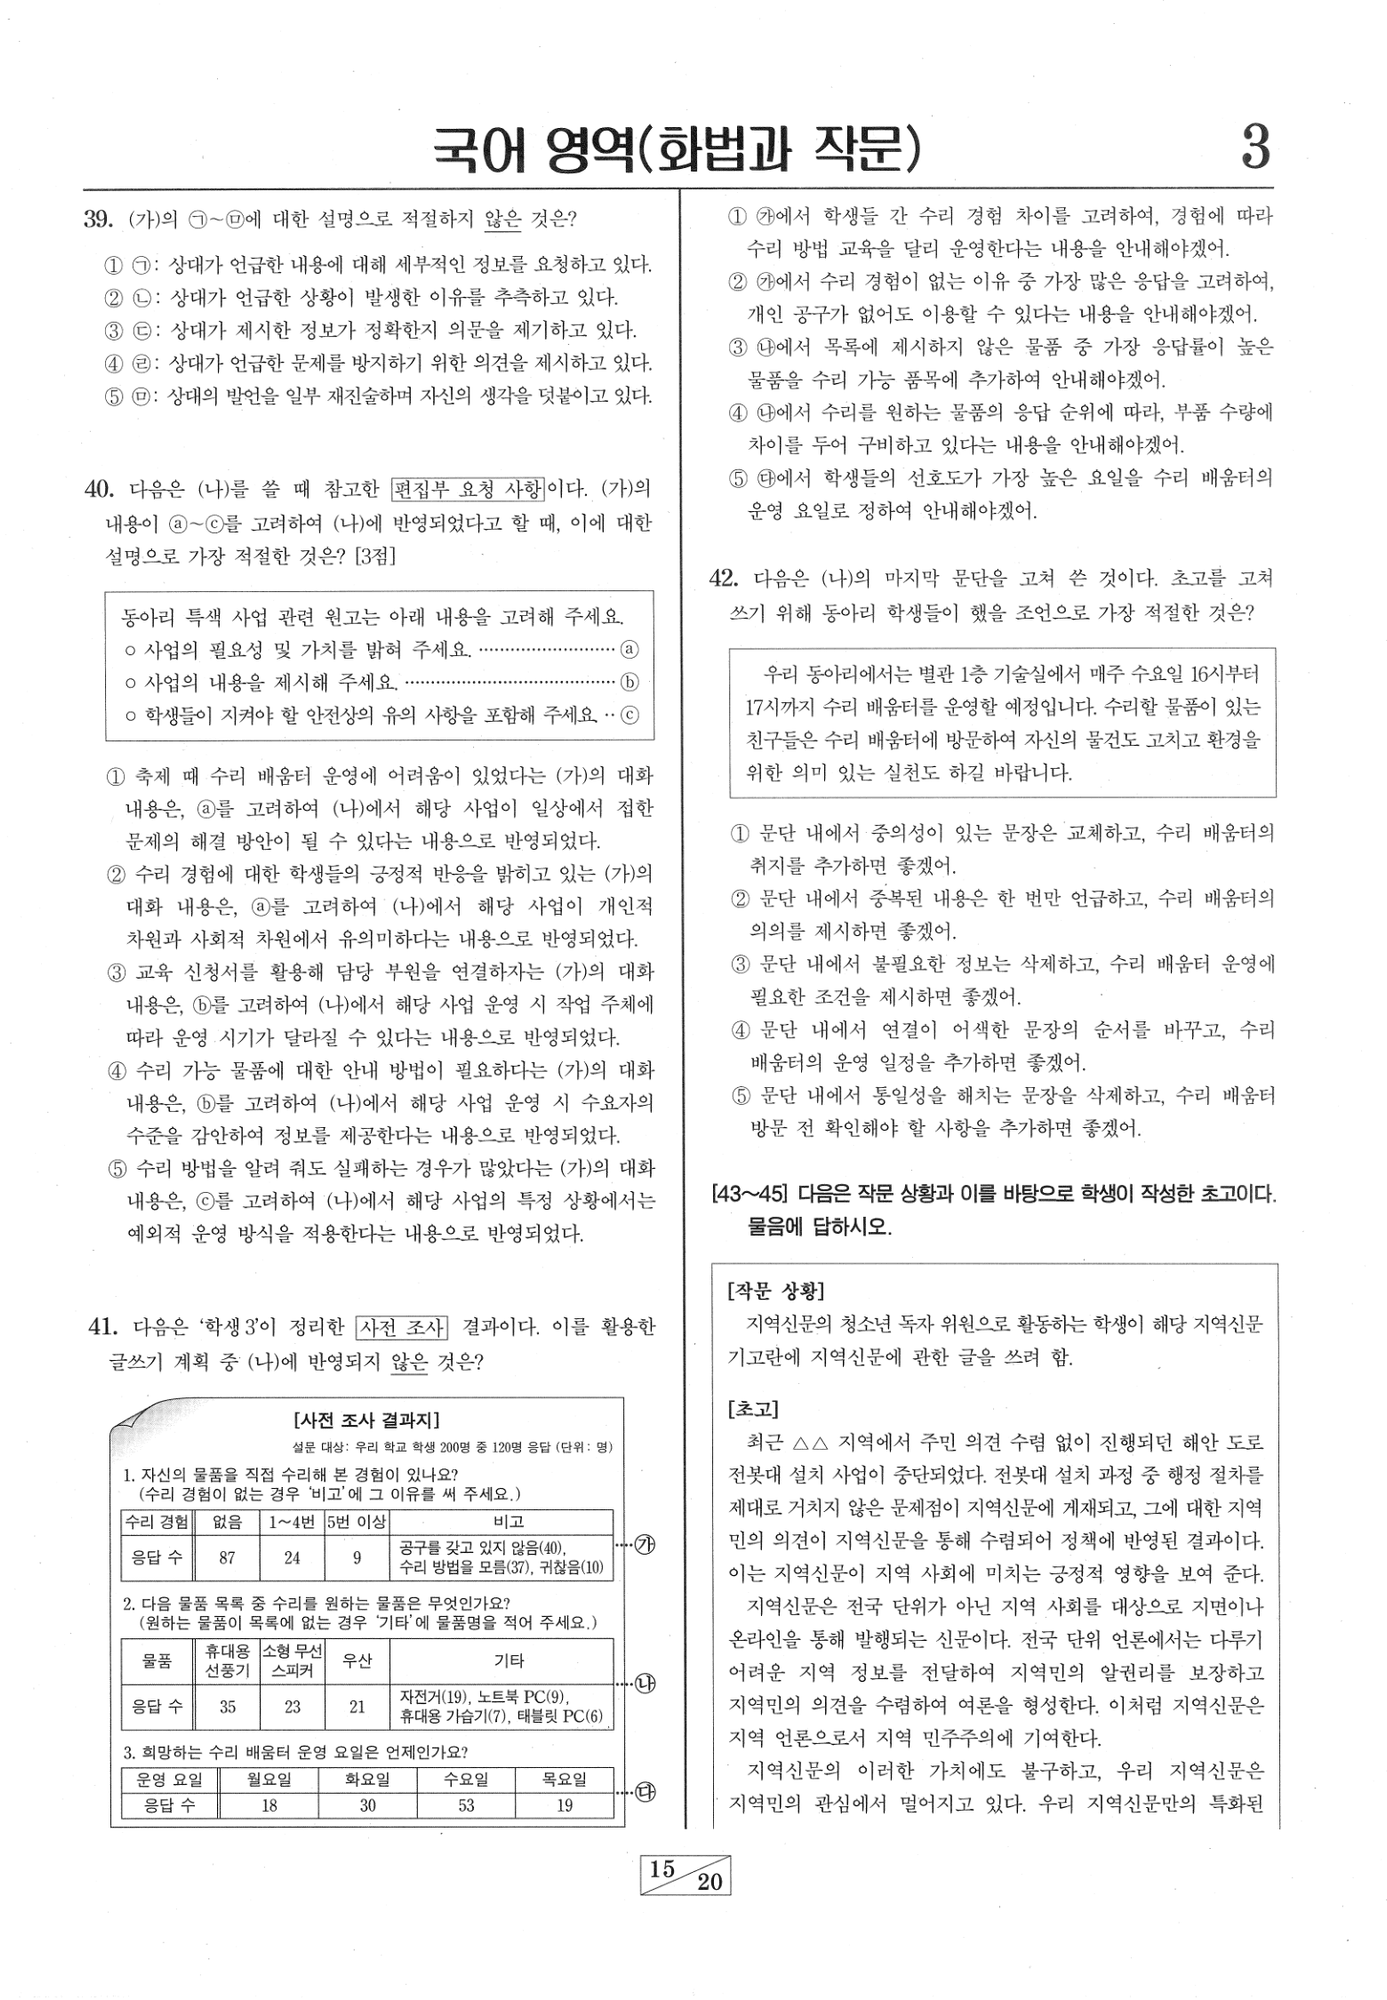 국어 영역(화법과 작문)
3
39. (가)의 ㉠~㉤에 대한 설명으로 적절하지 않은 것은?
① ㉠: 상대가 언급한 내용에 대해 세부적인 정보를 요청하고 있다.
② ㉡: 상대가 언급한 상황이 발생한 이유를 추측하고 있다.
③ ㉢: 상대가 제시한 정보가 정확한지 의문을 제기하고 있다.
④ ㉣: 상대가 언급한 문제를 방지하기 위한 의견을 제시하고 있다.
⑤ ㉤: 상대의 발언을 일부 재진술하며 자신의 생각을 덧붙이고 있다.
40. 다음은 (나)를 쓸 때 참고한 편집부 요청 사항이다. (가)의
내용이 ⓐ~ⓒ를 고려하여 (나)에 반영되었다고 할 때, 이에 대한
설명으로 가장 적절한 것은? [3점]
동아리 특색 사업 관련 원고는 아래 내용을 고려해 주세요.
○ 사업의 필요성 및 가치를 밝혀 주세요. ·························· ⓐ
○ 사업의 내용을 제시해 주세요. ········································ ⓑ
○ 학생들이 지켜야 할 안전상의 유의 사항을 포함해 주세요. ·· ⓒ
① 축제 때 수리 배움터 운영에 어려움이 있었다는 (가)의 대화
내용은, ⓐ를 고려하여 (나)에서 해당 사업이 일상에서 접한
문제의 해결 방안이 될 수 있다는 내용으로 반영되었다.
② 수리 경험에 대한 학생들의 긍정적 반응을 밝히고 있는 (가)의
대화 내용은, ⓐ를 고려하여 (나)에서 해당 사업이 개인적
차원과 사회적 차원에서 유의미하다는 내용으로 반영되었다.
③ 교육 신청서를 활용해 담당 부원을 연결하자는 (가)의 대화
내용은, ⓑ를 고려하여 (나)에서 해당 사업 운영 시 작업 주체에
따라 운영 시기가 달라질 수 있다는 내용으로 반영되었다.
④ 수리 가능 물품에 대한 안내 방법이 필요하다는 (가)의 대화
내용은, ⓑ를 고려하여 (나)에서 해당 사업 운영 시 수요자의
수준을 감안하여 정보를 제공한다는 내용으로 반영되었다.
⑤ 수리 방법을 알려 줘도 실패하는 경우가 많았다는 (가)의 대화
내용은, ⓒ를 고려하여 (나)에서 해당 사업의 특정 상황에서는
예외적 운영 방식을 적용한다는 내용으로 반영되었다.
41. 다음은 ‘학생 3’이 정리한 사전 조사 결과이다. 이를 활용한
글쓰기 계획 중 (나)에 반영되지 않은 것은?
[사전 조사 결과지]
설문 대상: 우리 학교 학생 200명 중 120명 응답 (단위: 명)
1. 자신의 물품을 직접 수리해 본 경험이 있나요?
(수리 경험이 없는 경우 ‘비고’에 그 이유를 써 주세요.)
수리 경험 없음 1~4번 5번 이상 비고
응답 수 87 24 9 공구를 갖고 있지 않음(40),
수리 방법을 모름(37), 귀찮음(10)
····㉮
2. 다음 물품 목록 중 수리를 원하는 물품은 무엇인가요?
(원하는 물품이 목록에 없는 경우 ‘기타’에 물품명을 적어 주세요.)
물품 휴대용 선풍기 소형 무선 스피커 우산 기타
응답 수 35 23 21 자전거(19), 노트북 PC(9),
휴대용 가습기(7), 태블릿 PC(6)
····㉯
3. 희망하는 수리 배움터 운영 요일은 언제인가요?
운영 요일 월요일 화요일 수요일 목요일
응답 수 18 30 53 19
····㉰
① ㉮에서 학생들 간 수리 경험 차이를 고려하여, 경험에 따라
수리 방법 교육을 달리 운영한다는 내용을 안내해야겠어.
② ㉮에서 수리 경험이 없는 이유 중 가장 많은 응답을 고려하여,
개인 공구가 없어도 이용할 수 있다는 내용을 안내해야겠어.
③ ㉯에서 목록에 제시하지 않은 물품 중 가장 응답률이 높은
물품을 수리 가능 품목에 추가하여 안내해야겠어.
④ ㉯에서 수리를 원하는 물품의 응답 순위에 따라, 부품 수량에
차이를 두어 구비하고 있다는 내용을 안내해야겠어.
⑤ ㉰에서 학생들의 선호도가 가장 높은 요일을 수리 배움터의
운영 요일로 정하여 안내해야겠어.
42. 다음은 (나)의 마지막 문단을 고쳐 쓴 것이다. 초고를 고쳐
쓰기 위해 동아리 학생들이 했을 조언으로 가장 적절한 것은?
우리 동아리에서는 별관 1층 기술실에서 매주 수요일 16시부터
17시까지 수리 배움터를 운영할 예정입니다. 수리할 물품이 있는
친구들은 수리 배움터에 방문하여 자신의 물건도 고치고 환경을
위한 의미 있는 실천도 하길 바랍니다.
① 문단 내에서 중의성이 있는 문장은 교체하고, 수리 배움터의
취지를 추가하면 좋겠어.
② 문단 내에서 중복된 내용은 한 번만 언급하고, 수리 배움터의
의의를 제시하면 좋겠어.
③ 문단 내에서 불필요한 정보는 삭제하고, 수리 배움터 운영에
필요한 조건을 제시하면 좋겠어.
④ 문단 내에서 연결이 어색한 문장의 순서를 바꾸고, 수리
배움터의 운영 일정을 추가하면 좋겠어.
⑤ 문단 내에서 통일성을 해치는 문장을 삭제하고, 수리 배움터
방문 전 확인해야 할 사항을 추가하면 좋겠어.
[43~45] 다음은 작문 상황과 이를 바탕으로 학생이 작성한 초고이다.
물음에 답하시오.
[작문 상황]
지역신문의 청소년 독자 위원으로 활동하는 학생이 해당 지역신문
기고란에 지역신문에 관한 글을 쓰려 함.
[초고]
최근 △△ 지역에서 주민 의견 수렴 없이 진행되던 해안 도로
전봇대 설치 사업이 중단되었다. 전봇대 설치 과정 중 행정 절차를
제대로 거치지 않은 문제점이 지역신문에 게재되고, 그에 대한 지역
민의 의견이 지역신문을 통해 수렴되어 정책에 반영된 결과이다.
이는 지역신문이 지역 사회에 미치는 긍정적 영향을 보여 준다.
지역신문은 전국 단위가 아닌 지역 사회를 대상으로 지면이나
온라인을 통해 발행되는 신문이다. 전국 단위 언론에서는 다루기
어려운 지역 정보를 전달하여 지역민의 알권리를 보장하고
지역민의 의견을 수렴하여 여론을 형성한다. 이처럼 지역신문은
지역 언론으로서 지역 민주주의에 기여한다.
지역신문의 이러한 가치에도 불구하고, 우리 지역신문은
지역민의 관심에서 멀어지고 있다. 우리 지역신문만의 특화된
15
20